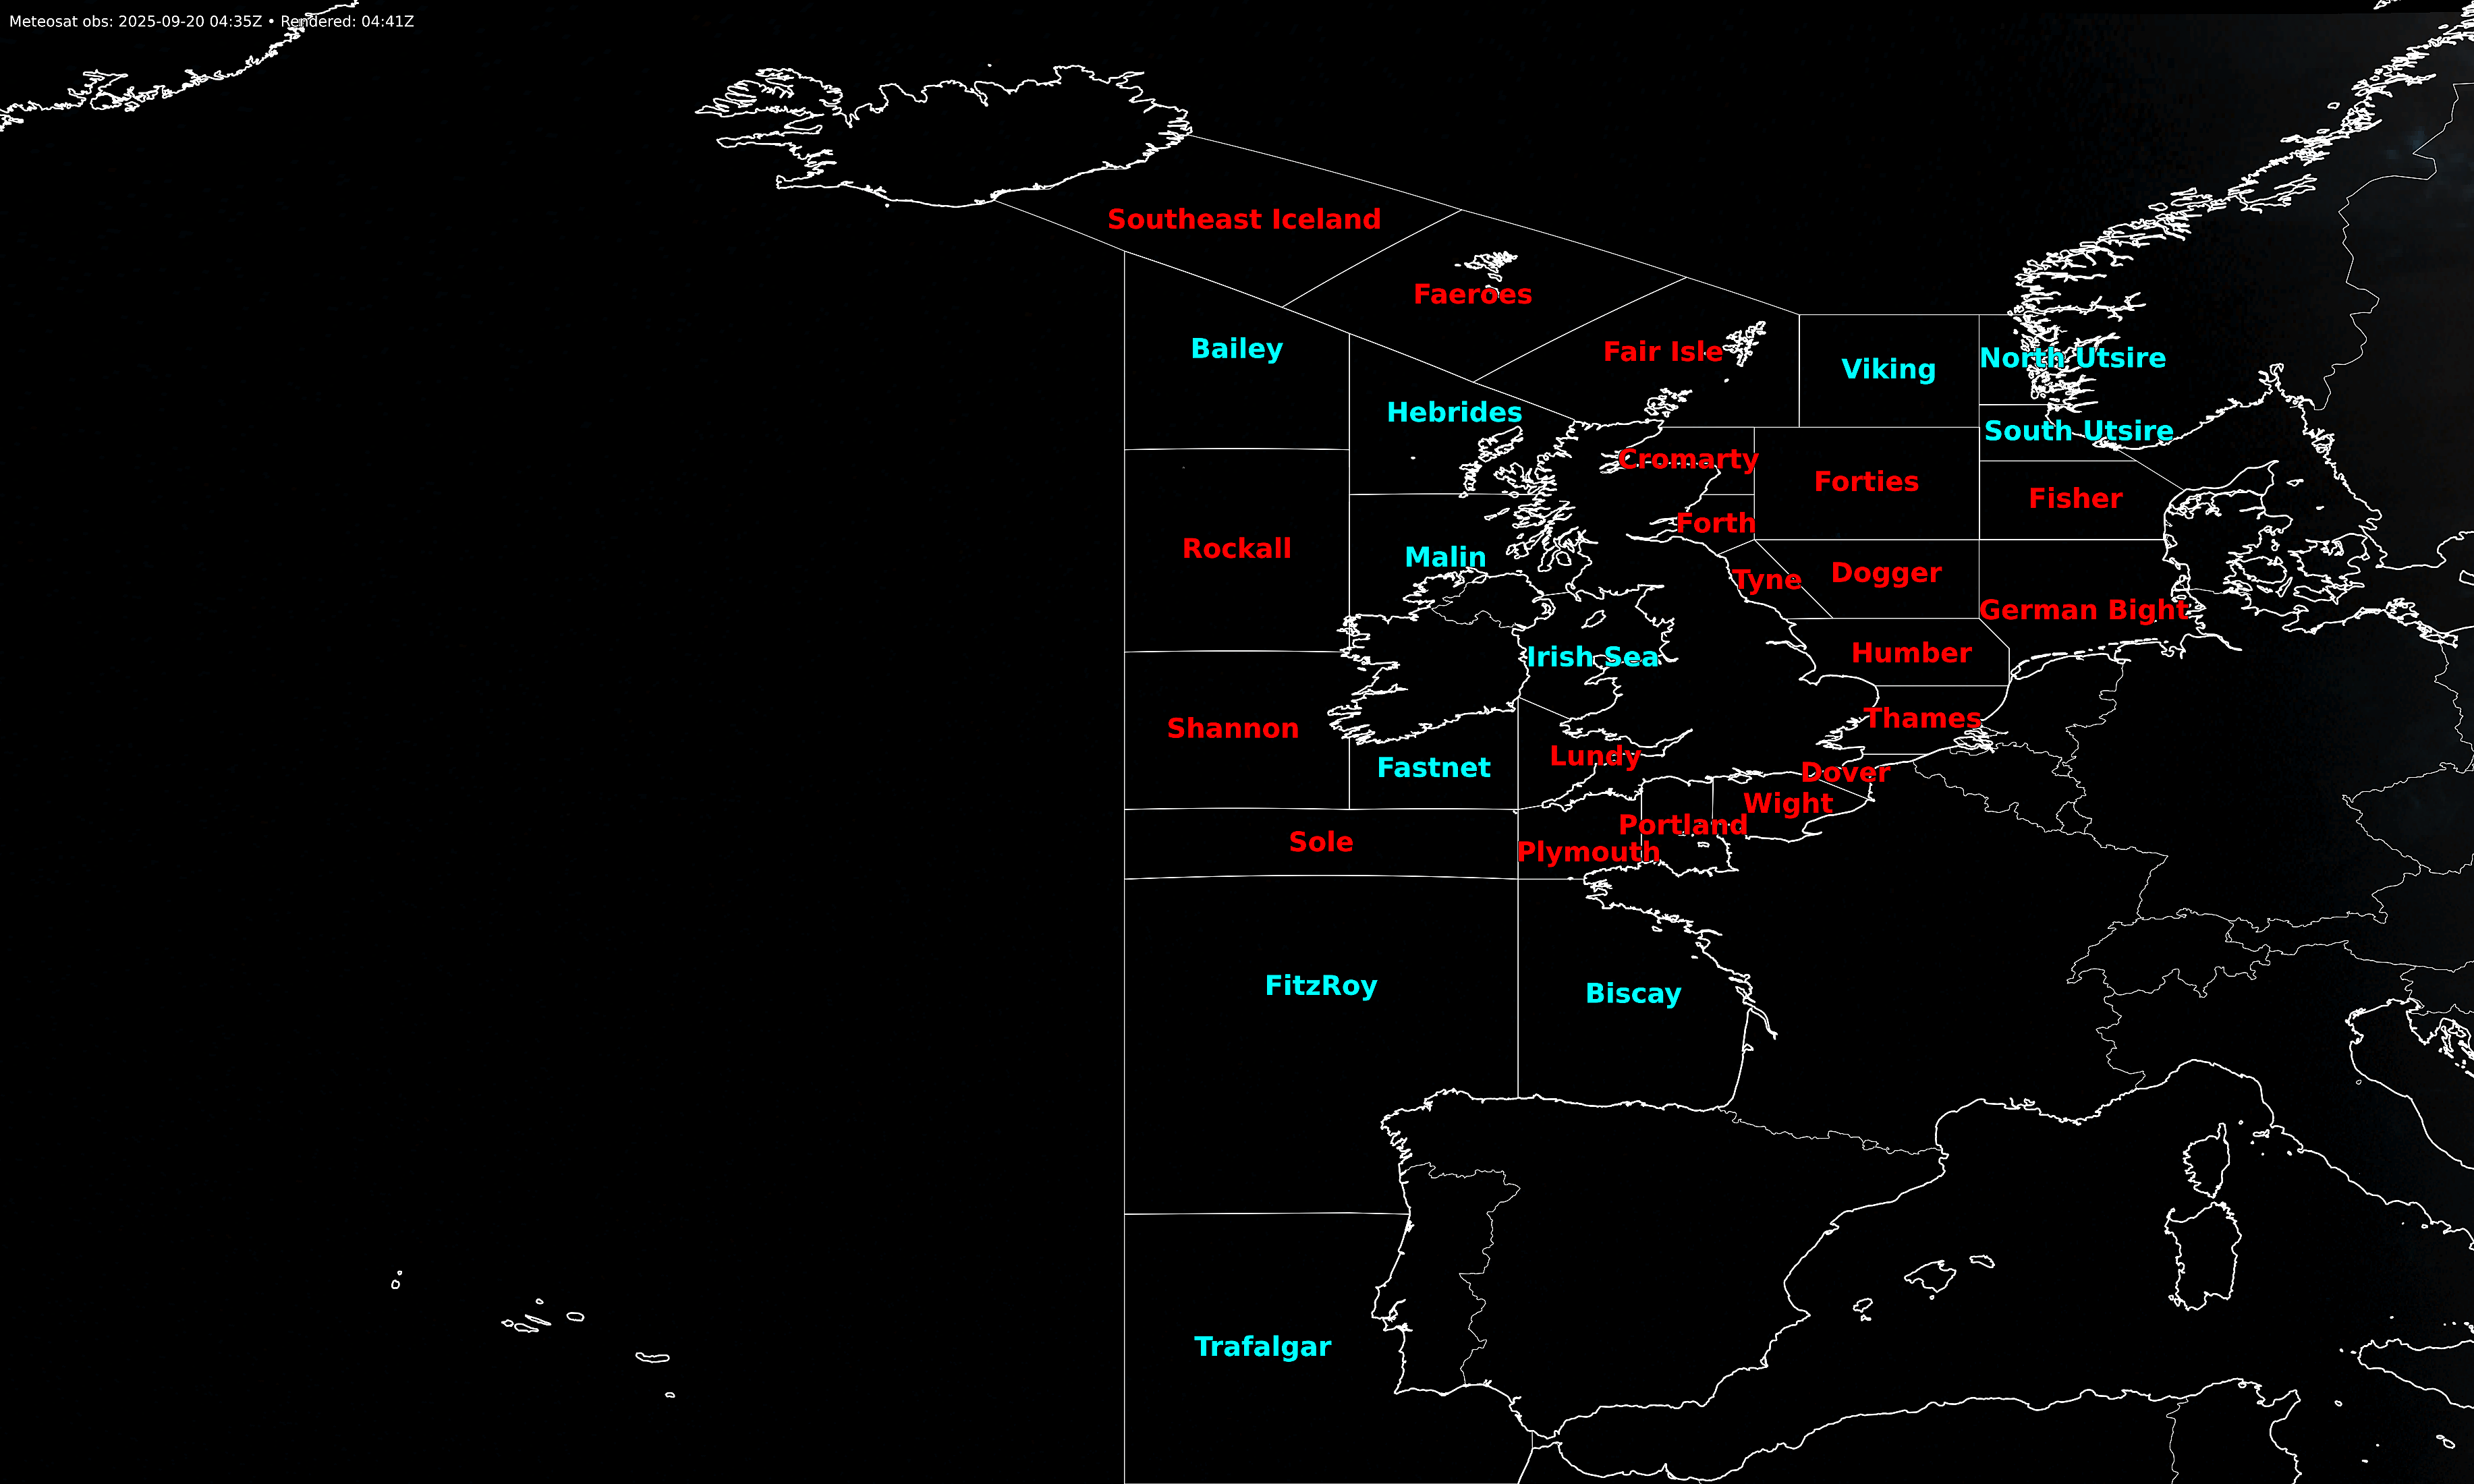 Meteosat obs: 2025-09-20 04:35Z • Rendered: 04:41Z
Southeast Iceland
Faeroes
Bailey
Fair Isle
Viking
North Utsire
Hebrides
South Utsire
Cromarty
Forties
Fisher
Forth
Rockall
Malin
Tyne
Dogger
German Bight
Irish Sea
Humber
Thames
Shannon
Lundy
Fastnet
Dover
Wight
Portland
Sole
Plymouth
FitzRoy
Biscay
Trafalgar